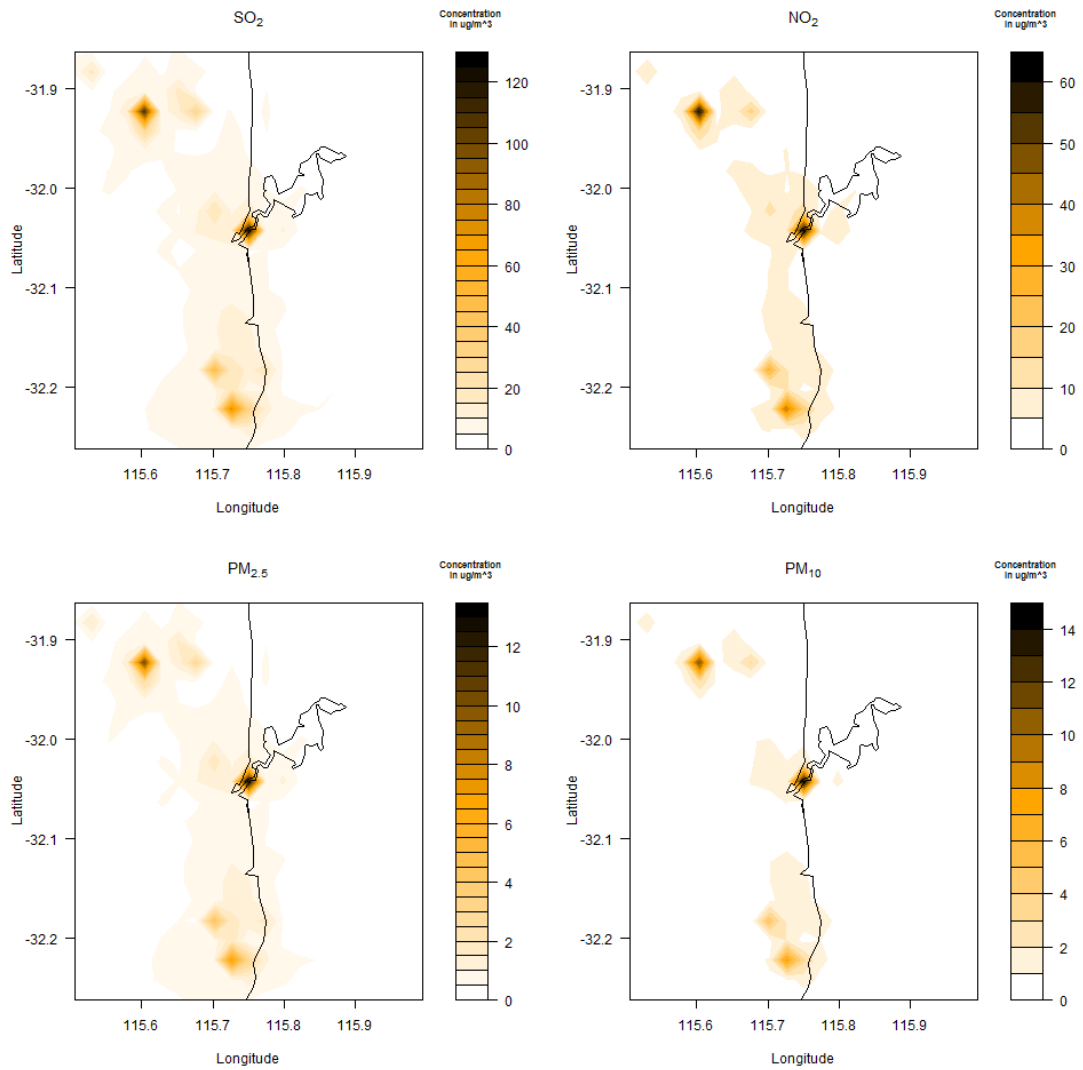 SO2
Concentration
in ug/m^3
-31.9
-32.0
-32.1
-32.2
Latitude
115.6 115.7 115.8 115.9
Longitude
120
100
80
60
40
20
0
NO2
Concentration
in ug/m^3
-31.9
-32.0
-32.1
-32.2
Latitude
115.6 115.7 115.8 115.9
Longitude
60
50
40
30
20
10
0
PM2.5
Concentration
in ug/m^3
-31.9
-32.0
-32.1
-32.2
Latitude
115.6 115.7 115.8 115.9
Longitude
12
10
8
6
4
2
0
PM10
Concentration
in ug/m^3
-31.9
-32.0
-32.1
-32.2
Latitude
115.6 115.7 115.8 115.9
Longitude
14
12
10
8
6
4
2
0